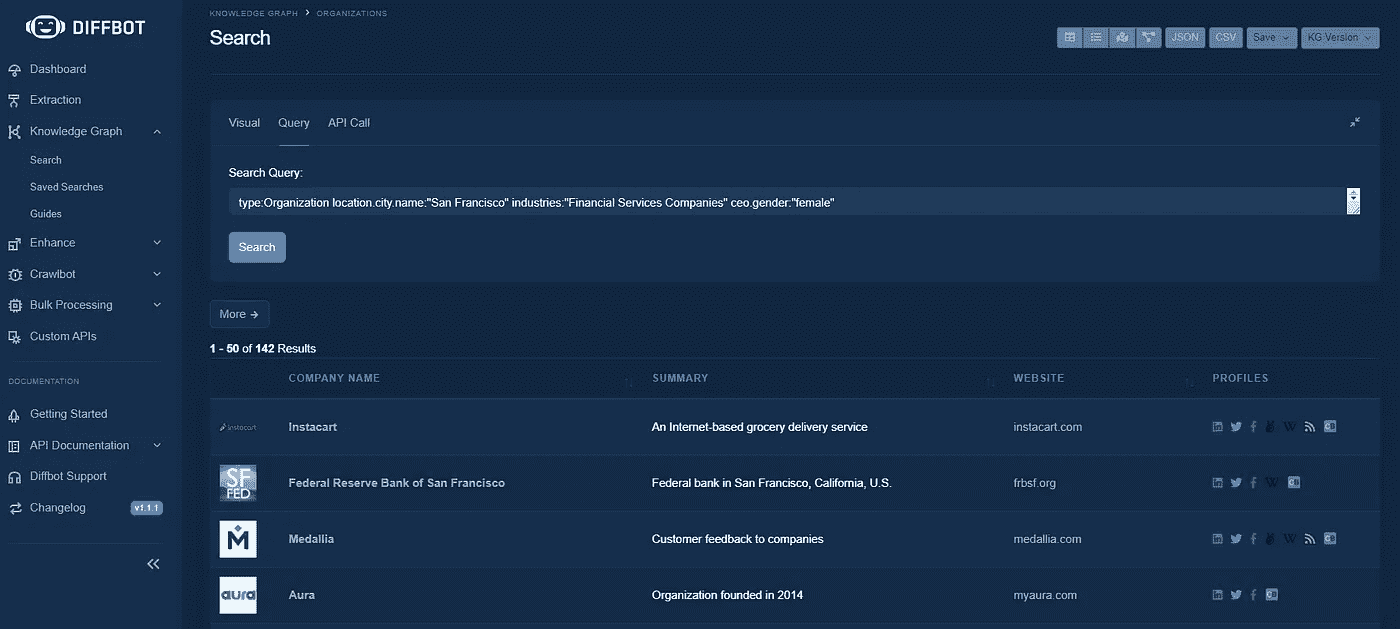 DIFFBOT
Dashboard
Extraction
Knowledge Graph
Search
Saved Searches
Guides
Enhance
Crawlbot
Bulk Processing
Custom APIs
DOCUMENTATION
Getting Started
API Documentation
Diffbot Support
Changelog v1.1.1
KNOWLEDGE GRAPH > ORGANIZATIONS
Search
JSON CSV Save KG Version
Visual Query API Call
Search Query:
type:Organization location.city.name:"San Francisco" industries:"Financial Services Companies" ceo.gender:"female"
Search
More →
1 - 50 of 142 Results
COMPANY NAME SUMMARY WEBSITE PROFILES
Instacart Instacart An Internet-based grocery delivery service instacart.com
SF FED Federal Reserve Bank of San Francisco Federal bank in San Francisco, California, U.S. frbsf.org
M Medallia Customer feedback to companies medallia.com
aura Aura Organization founded in 2014 myaura.com